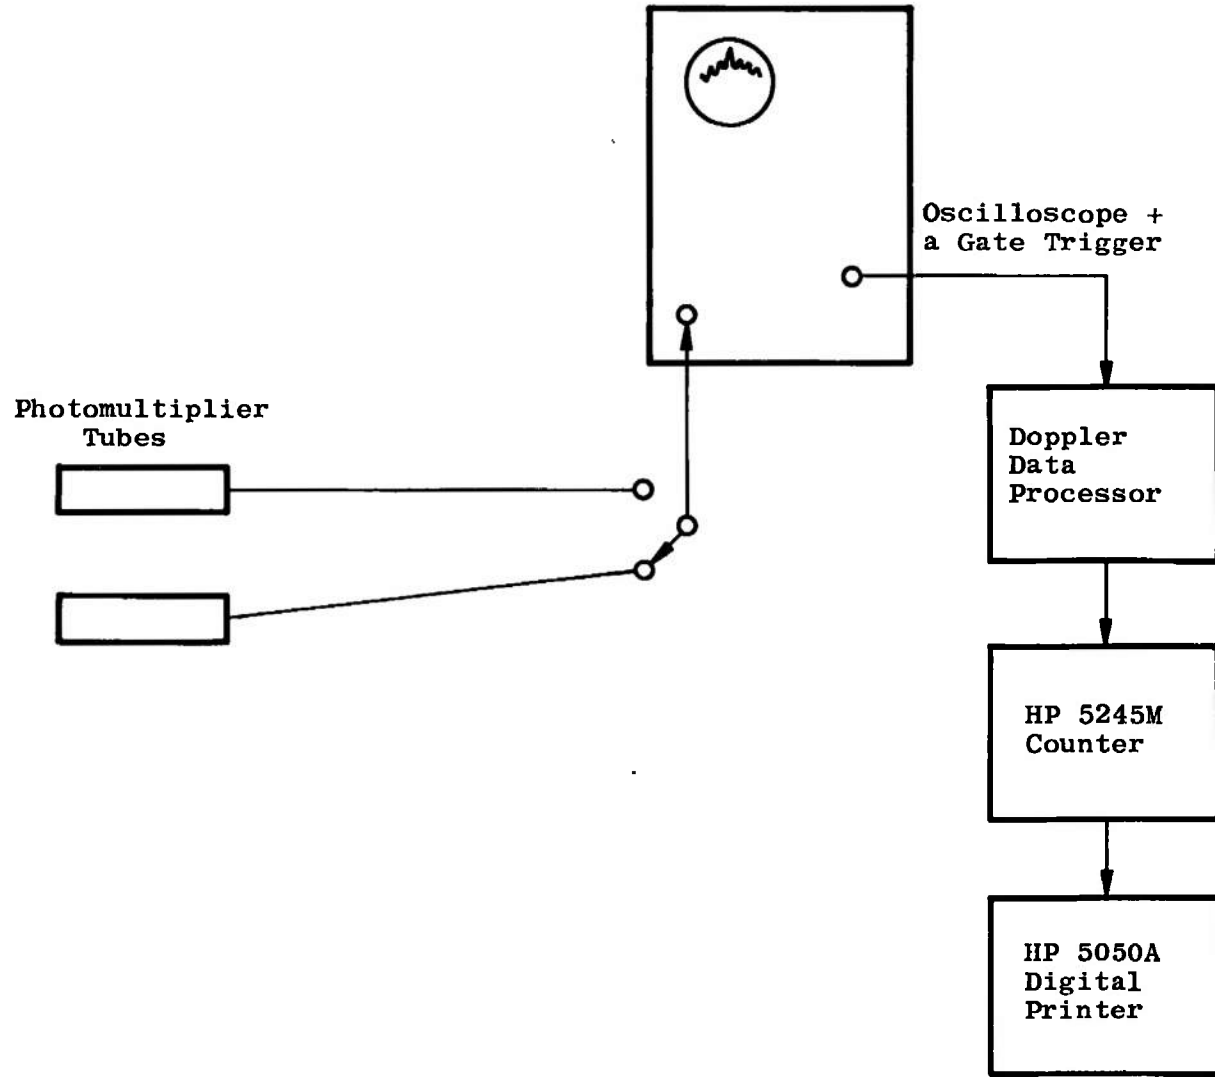 Oscilloscope +
a Gate Trigger
Photomultiplier
Tubes
Doppler
Data
Processor
HP 5245M
Counter
HP 5050A
Digital
Printer